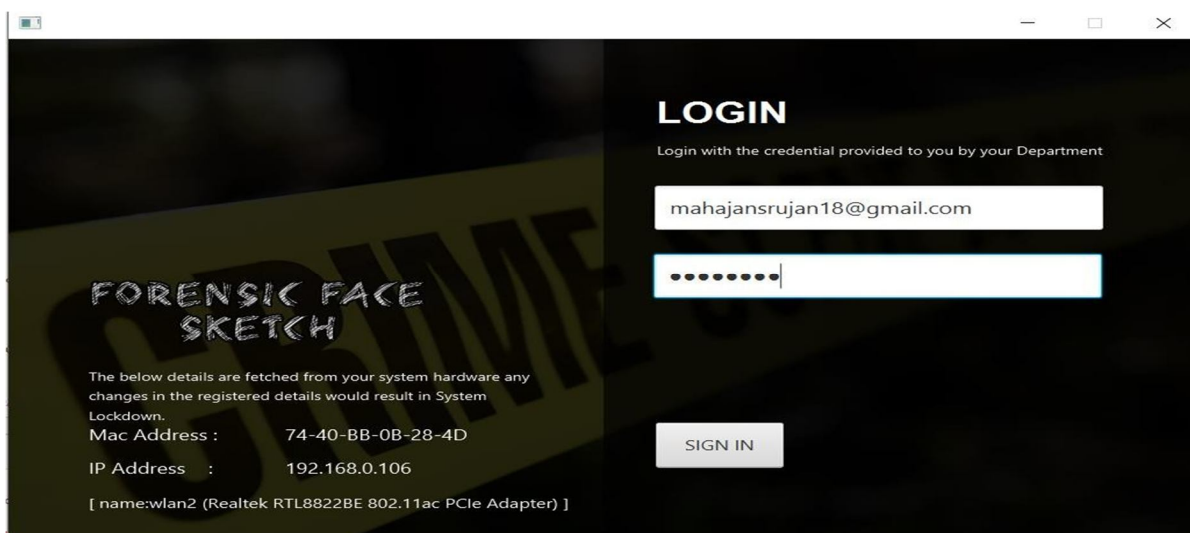 FORENSIC FACE
SKETCH
The below details are fetched from your system hardware any
changes in the registered details would result in System
Lockdown.
Mac Address : 74-40-BB-0B-28-4D
IP Address : 192.168.0.106
[ name:wlan2 (Realtek RTL8822BE 802.11ac PCIe Adapter) ]
LOGIN
Login with the credential provided to you by your Department
mahajansrujan18@gmail.com
••••••••
SIGN IN
CRIME SCENE